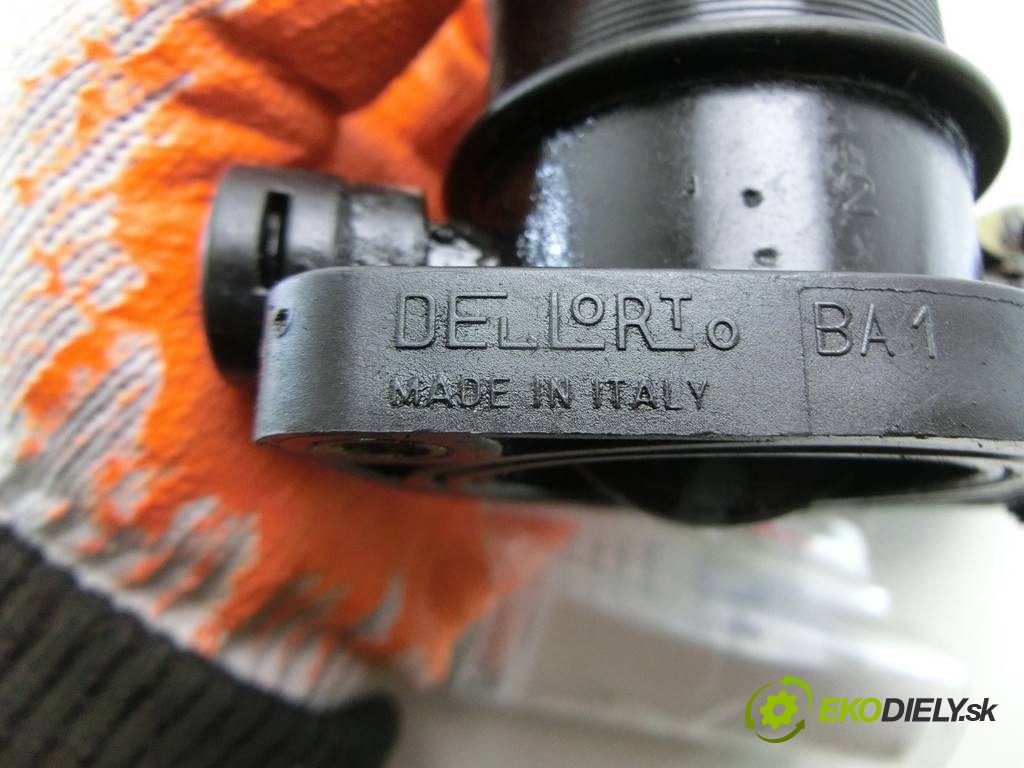 DELLORTO BA1
MADE IN ITALY
EKODIELY.sk